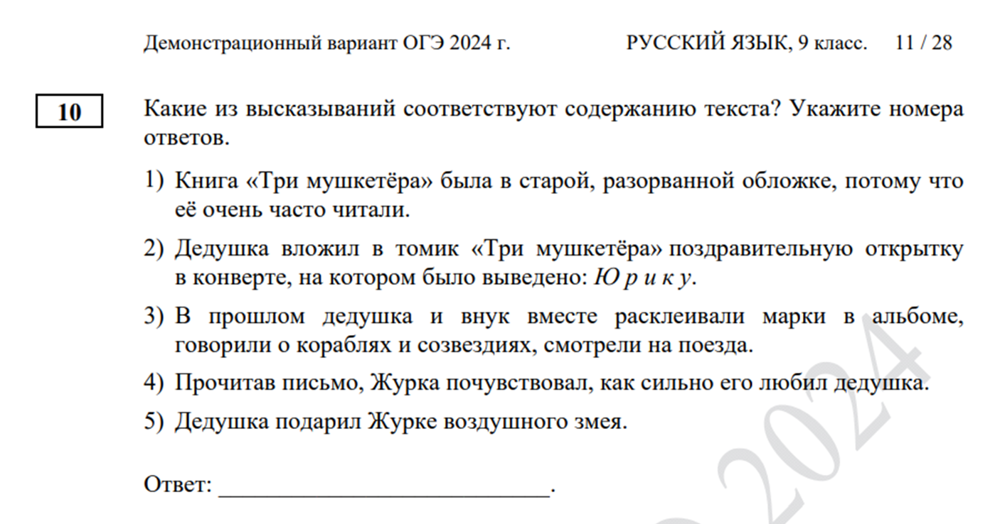 Демонстрационный вариант ОГЭ 2024 г. РУССКИЙ ЯЗЫК, 9 класс. 11 / 28
10 Какие из высказываний соответствуют содержанию текста? Укажите номера
ответов.
1) Книга «Три мушкетёра» была в старой, разорванной обложке, потому что
её очень часто читали.
2) Дедушка вложил в томик «Три мушкетёра» поздравительную открытку
в конверте, на котором было выведено: Ю р и к у.
3) В прошлом дедушка и внук вместе расклеивали марки в альбоме,
говорили о кораблях и созвездиях, смотрели на поезда.
4) Прочитав письмо, Журка почувствовал, как сильно его любил дедушка.
5) Дедушка подарил Журке воздушного змея.
Ответ: ___________________________.
2024